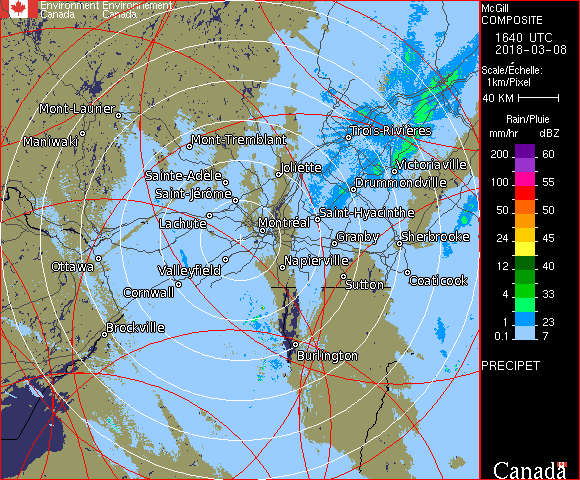 Environment Environnement
Canada Canada
McGill
COMPOSITE
1640 UTC
2018-03-08
Scale/Échelle:
1km/Pixel
40 KM
Rain/Pluie
mm/hr dBZ
200 60
100 55
50 50
24 45
12 40
4 33
1 23
0.1 7
PRECIPET
Canada
Mont-Laurier
Maniwaki
Mont-Tremblant
Trois-Rivières
Joliette
Victoriaville
Sainte-Adèle
Drummondville
Saint-Jérôme
Saint-Hyacinthe
Lachute
Montréal
Granby
Sherbrooke
Ottawa
Valleyfield
Napierville
Coaticook
Cornwall
Sutton
Brockville
Burlington